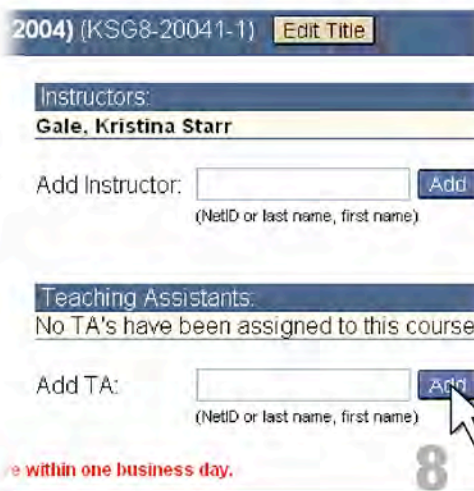 2004) (KSG8-20041-1) Edit Title
Instructors:
Gale, Kristina Starr
Add Instructor: Add
(NetID or last name, first name)
Teaching Assistants:
No TA's have been assigned to this course
Add TA: Add
(NetID or last name, first name)
e within one business day.
8